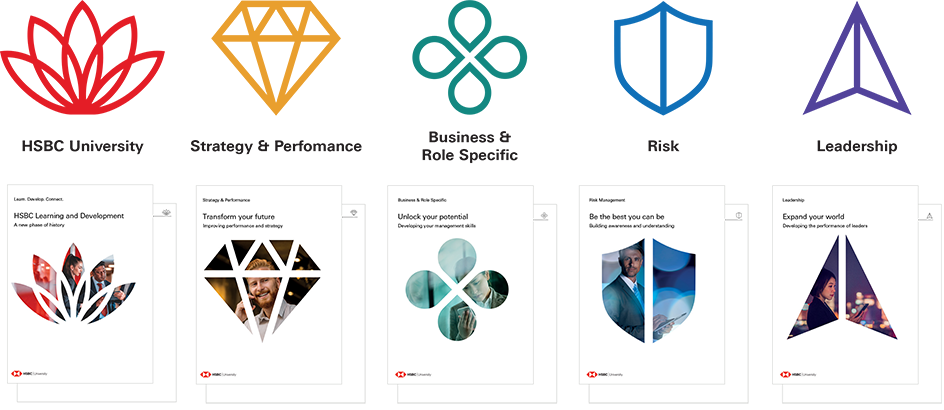 HSBC University
Strategy & Perfomance
Business &
Role Specific
Risk
Leadership
Learn. Develop. Connect.
HSBC Learning and Development
A new phase of history
HSBC University
Strategy & Performance
Transform your future
Improving performance and strategy
HSBC University
Business & Role Specific
Unlock your potential
Developing your management skills
HSBC University
Risk Management
Be the best you can be
Building awareness and understanding
HSBC University
Leadership
Expand your world
Developing the performance of leaders
HSBC University